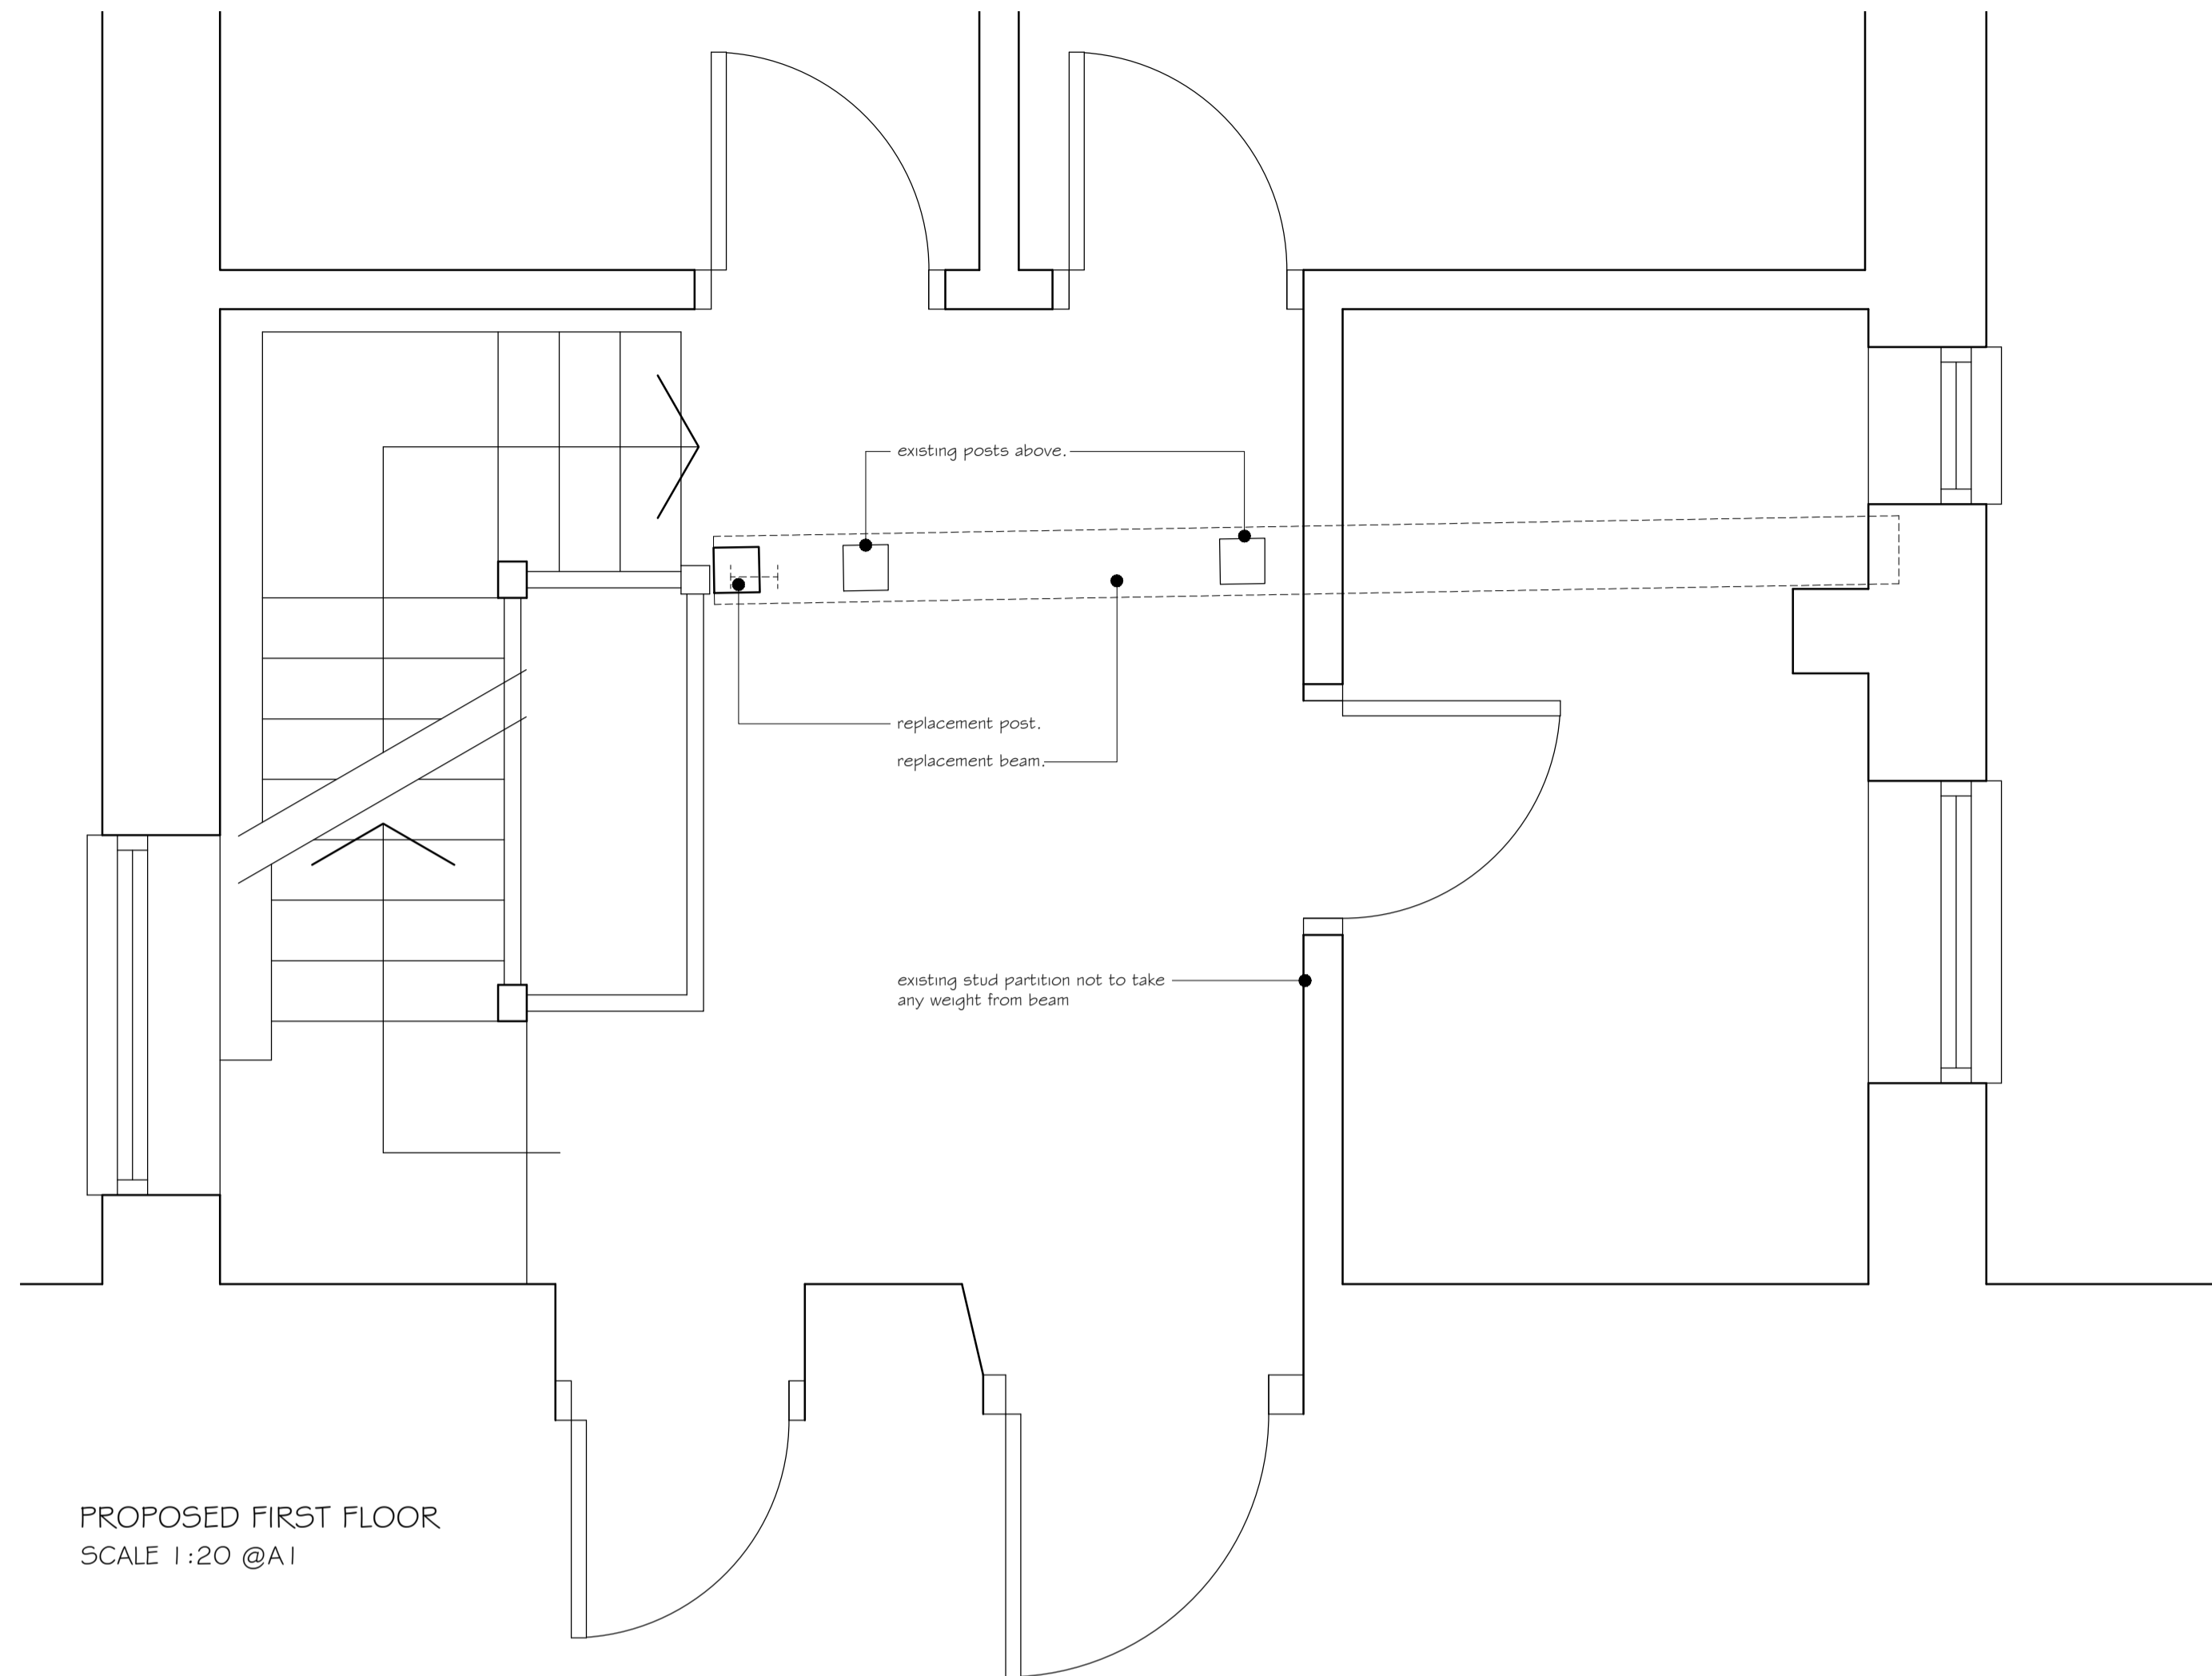 existing posts above.
replacement post.
replacement beam.
existing stud partition not to take
any weight from beam
PROPOSED FIRST FLOOR
SCALE 1:20 @A1